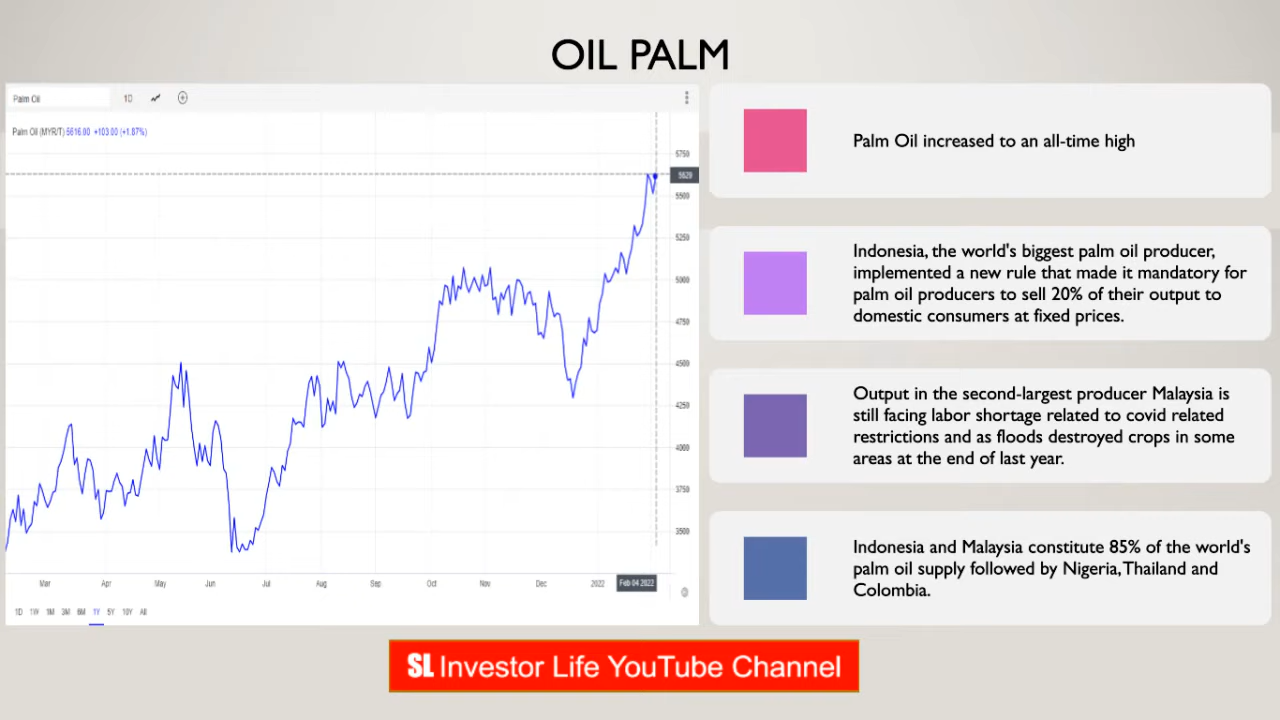 OIL PALM
Palm Oil
1D
Palm Oil (MYR/T) 5616.00 +103.00 (+1.87%)
5750
5629
5500
5250
5000
4750
4500
4250
4000
3750
3500
Mar Apr May Jun Jul Aug Sep Oct Nov Dec 2022 Feb 04 2022
1D 1W 1M 3M 6M 1Y 5Y 10Y All
Palm Oil increased to an all-time high
Indonesia, the world's biggest palm oil producer,
implemented a new rule that made it mandatory for
palm oil producers to sell 20% of their output to
domestic consumers at fixed prices.
Output in the second-largest producer Malaysia is
still facing labor shortage related to covid related
restrictions and as floods destroyed crops in some
areas at the end of last year.
Indonesia and Malaysia constitute 85% of the world's
palm oil supply followed by Nigeria, Thailand and
Colombia.
SL Investor Life YouTube Channel